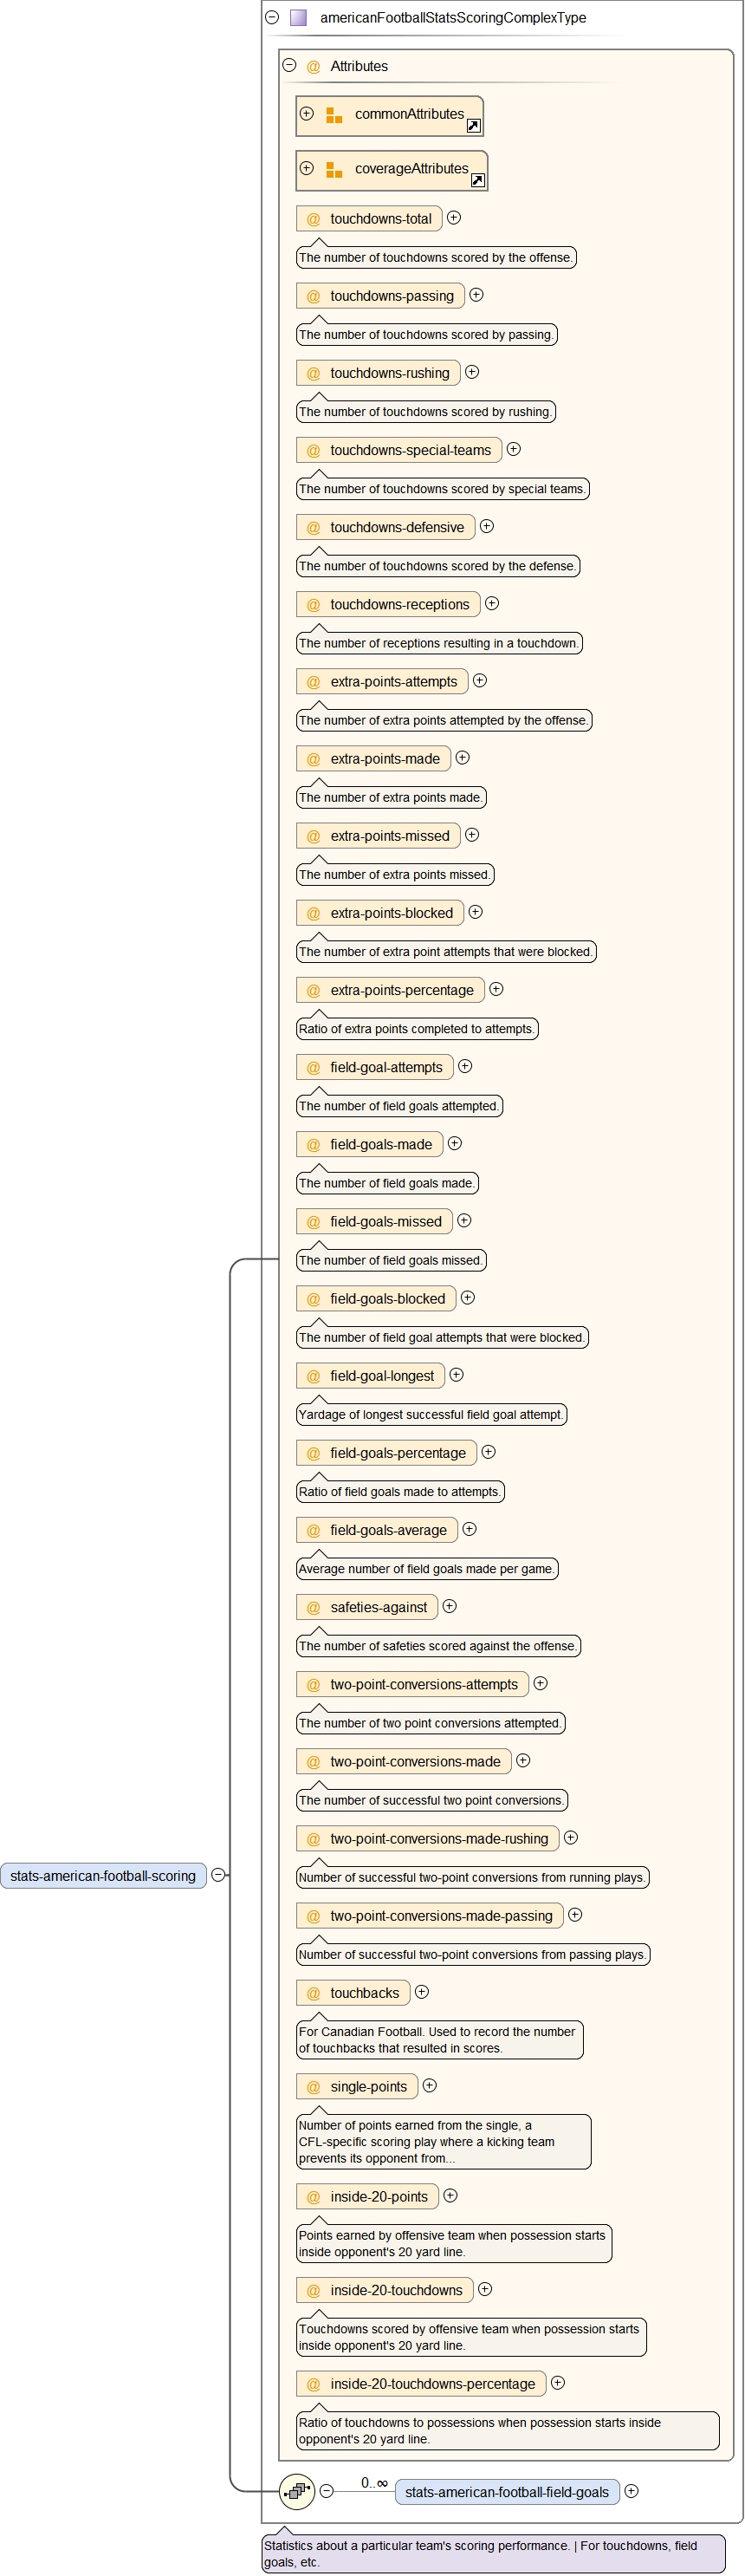 americanFootballStatsScoringComplexType
@ Attributes
commonAttributes
coverageAttributes
@ touchdowns-total
The number of touchdowns scored by the offense.
@ touchdowns-passing
The number of touchdowns scored by passing.
@ touchdowns-rushing
The number of touchdowns scored by rushing.
@ touchdowns-special-teams
The number of touchdowns scored by special teams.
@ touchdowns-defensive
The number of touchdowns scored by the defense.
@ touchdowns-receptions
The number of receptions resulting in a touchdown.
@ extra-points-attempts
The number of extra points attempted by the offense.
@ extra-points-made
The number of extra points made.
@ extra-points-missed
The number of extra points missed.
@ extra-points-blocked
The number of extra point attempts that were blocked.
@ extra-points-percentage
Ratio of extra points completed to attempts.
@ field-goal-attempts
The number of field goals attempted.
@ field-goals-made
The number of field goals made.
@ field-goals-missed
The number of field goals missed.
@ field-goals-blocked
The number of field goal attempts that were blocked.
@ field-goal-longest
Yardage of longest successful field goal attempt.
@ field-goals-percentage
Ratio of field goals made to attempts.
@ field-goals-average
Average number of field goals made per game.
@ safeties-against
The number of safeties scored against the offense.
@ two-point-conversions-attempts
The number of two point conversions attempted.
@ two-point-conversions-made
The number of successful two point conversions.
@ two-point-conversions-made-rushing
stats-american-football-scoring
Number of successful two-point conversions from running plays.
@ two-point-conversions-made-passing
Number of successful two-point conversions from passing plays.
@ touchbacks
For Canadian Football. Used to record the number
of touchbacks that resulted in scores.
@ single-points
Number of points earned from the single, a
CFL-specific scoring play where a kicking team
prevents its opponent from...
@ inside-20-points
Points earned by offensive team when possession starts
inside opponent's 20 yard line.
@ inside-20-touchdowns
Touchdowns scored by offensive team when possession starts
inside opponent's 20 yard line.
@ inside-20-touchdowns-percentage
Ratio of touchdowns to possessions when possession starts inside
opponent's 20 yard line.
0..∞
stats-american-football-field-goals
Statistics about a particular team's scoring performance. | For touchdowns, field
goals, etc.